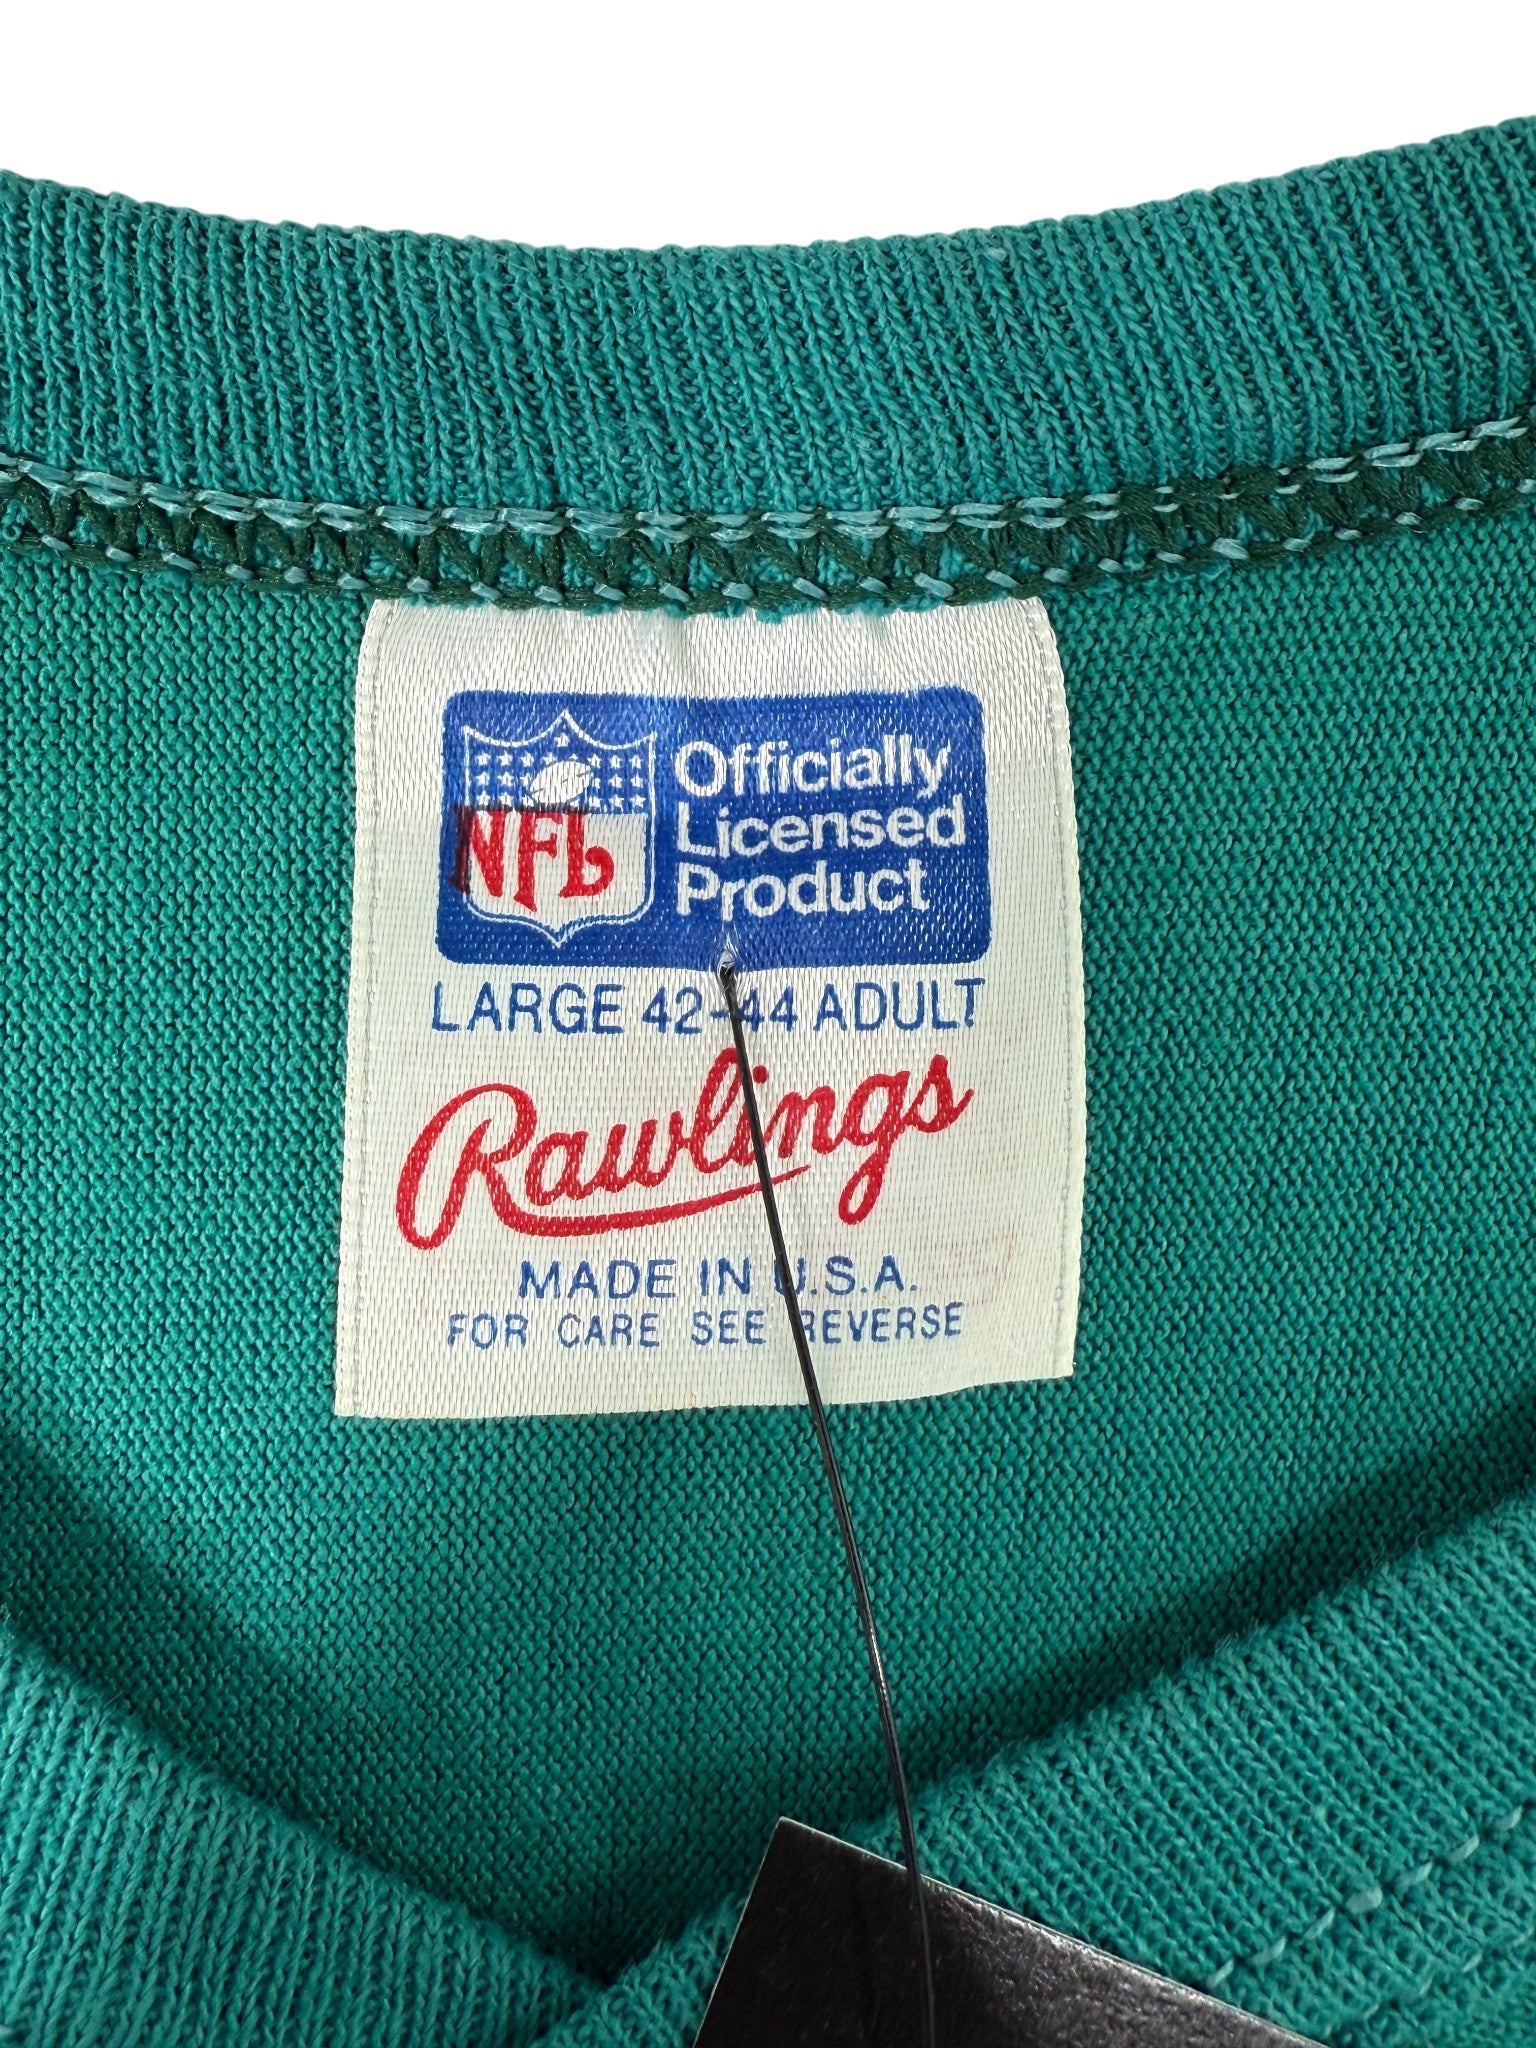 NFL
Officially
Licensed
Product
LARGE 42-44 ADULT
Rawlings
MADE IN U.S.A.
FOR CARE SEE REVERSE